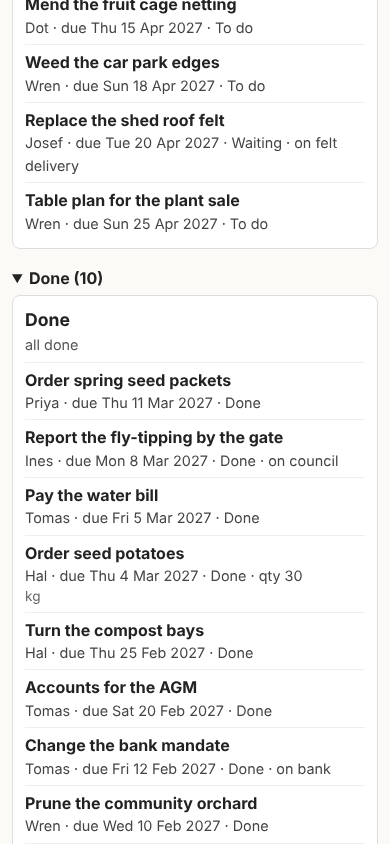 Mend the fruit cage netting
Dot · due Thu 15 Apr 2027 · To do
Weed the car park edges
Wren · due Sun 18 Apr 2027 · To do
Replace the shed roof felt
Josef · due Tue 20 Apr 2027 · Waiting · on felt
delivery
Table plan for the plant sale
Wren · due Sun 25 Apr 2027 · To do
▼ Done (10)
Done
all done
Order spring seed packets
Priya · due Thu 11 Mar 2027 · Done
Report the fly-tipping by the gate
Ines · due Mon 8 Mar 2027 · Done · on council
Pay the water bill
Tomas · due Fri 5 Mar 2027 · Done
Order seed potatoes
Hal · due Thu 4 Mar 2027 · Done · qty 30
kg
Turn the compost bays
Hal · due Thu 25 Feb 2027 · Done
Accounts for the AGM
Tomas · due Sat 20 Feb 2027 · Done
Change the bank mandate
Tomas · due Fri 12 Feb 2027 · Done · on bank
Prune the community orchard
Wren · due Wed 10 Feb 2027 · Done